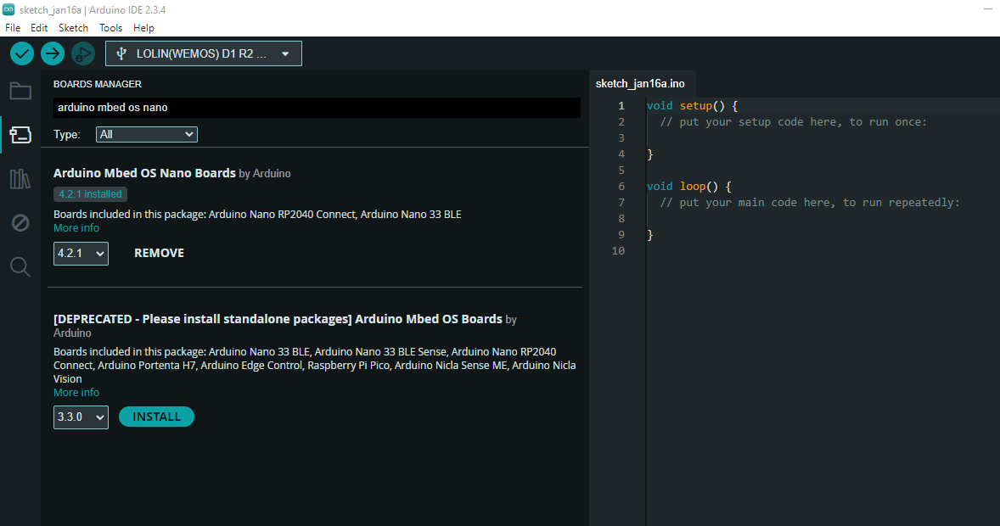 sketch_jan16a | Arduino IDE 2.3.4
File Edit Sketch Tools Help
LOLIN(WEMOS) D1 R2 ...
BOARDS MANAGER
arduino mbed os nano
Type: All
Arduino Mbed OS Nano Boards by Arduino
4.2.1 installed
Boards included in this package: Arduino Nano RP2040 Connect, Arduino Nano 33 BLE
More info
4.2.1 REMOVE
[DEPRECATED - Please install standalone packages] Arduino Mbed OS Boards by
Arduino
Boards included in this package: Arduino Nano 33 BLE, Arduino Nano 33 BLE Sense, Arduino Nano RP2040
Connect, Arduino Portenta H7, Arduino Edge Control, Raspberry Pi Pico, Arduino Nicla Sense ME, Arduino Nicla
Vision
More info
3.3.0 INSTALL
sketch_jan16a.ino
1 void setup() {
2 // put your setup code here, to run once:
3
4 }
5
6 void loop() {
7 // put your main code here, to run repeatedly:
8
9 }
10